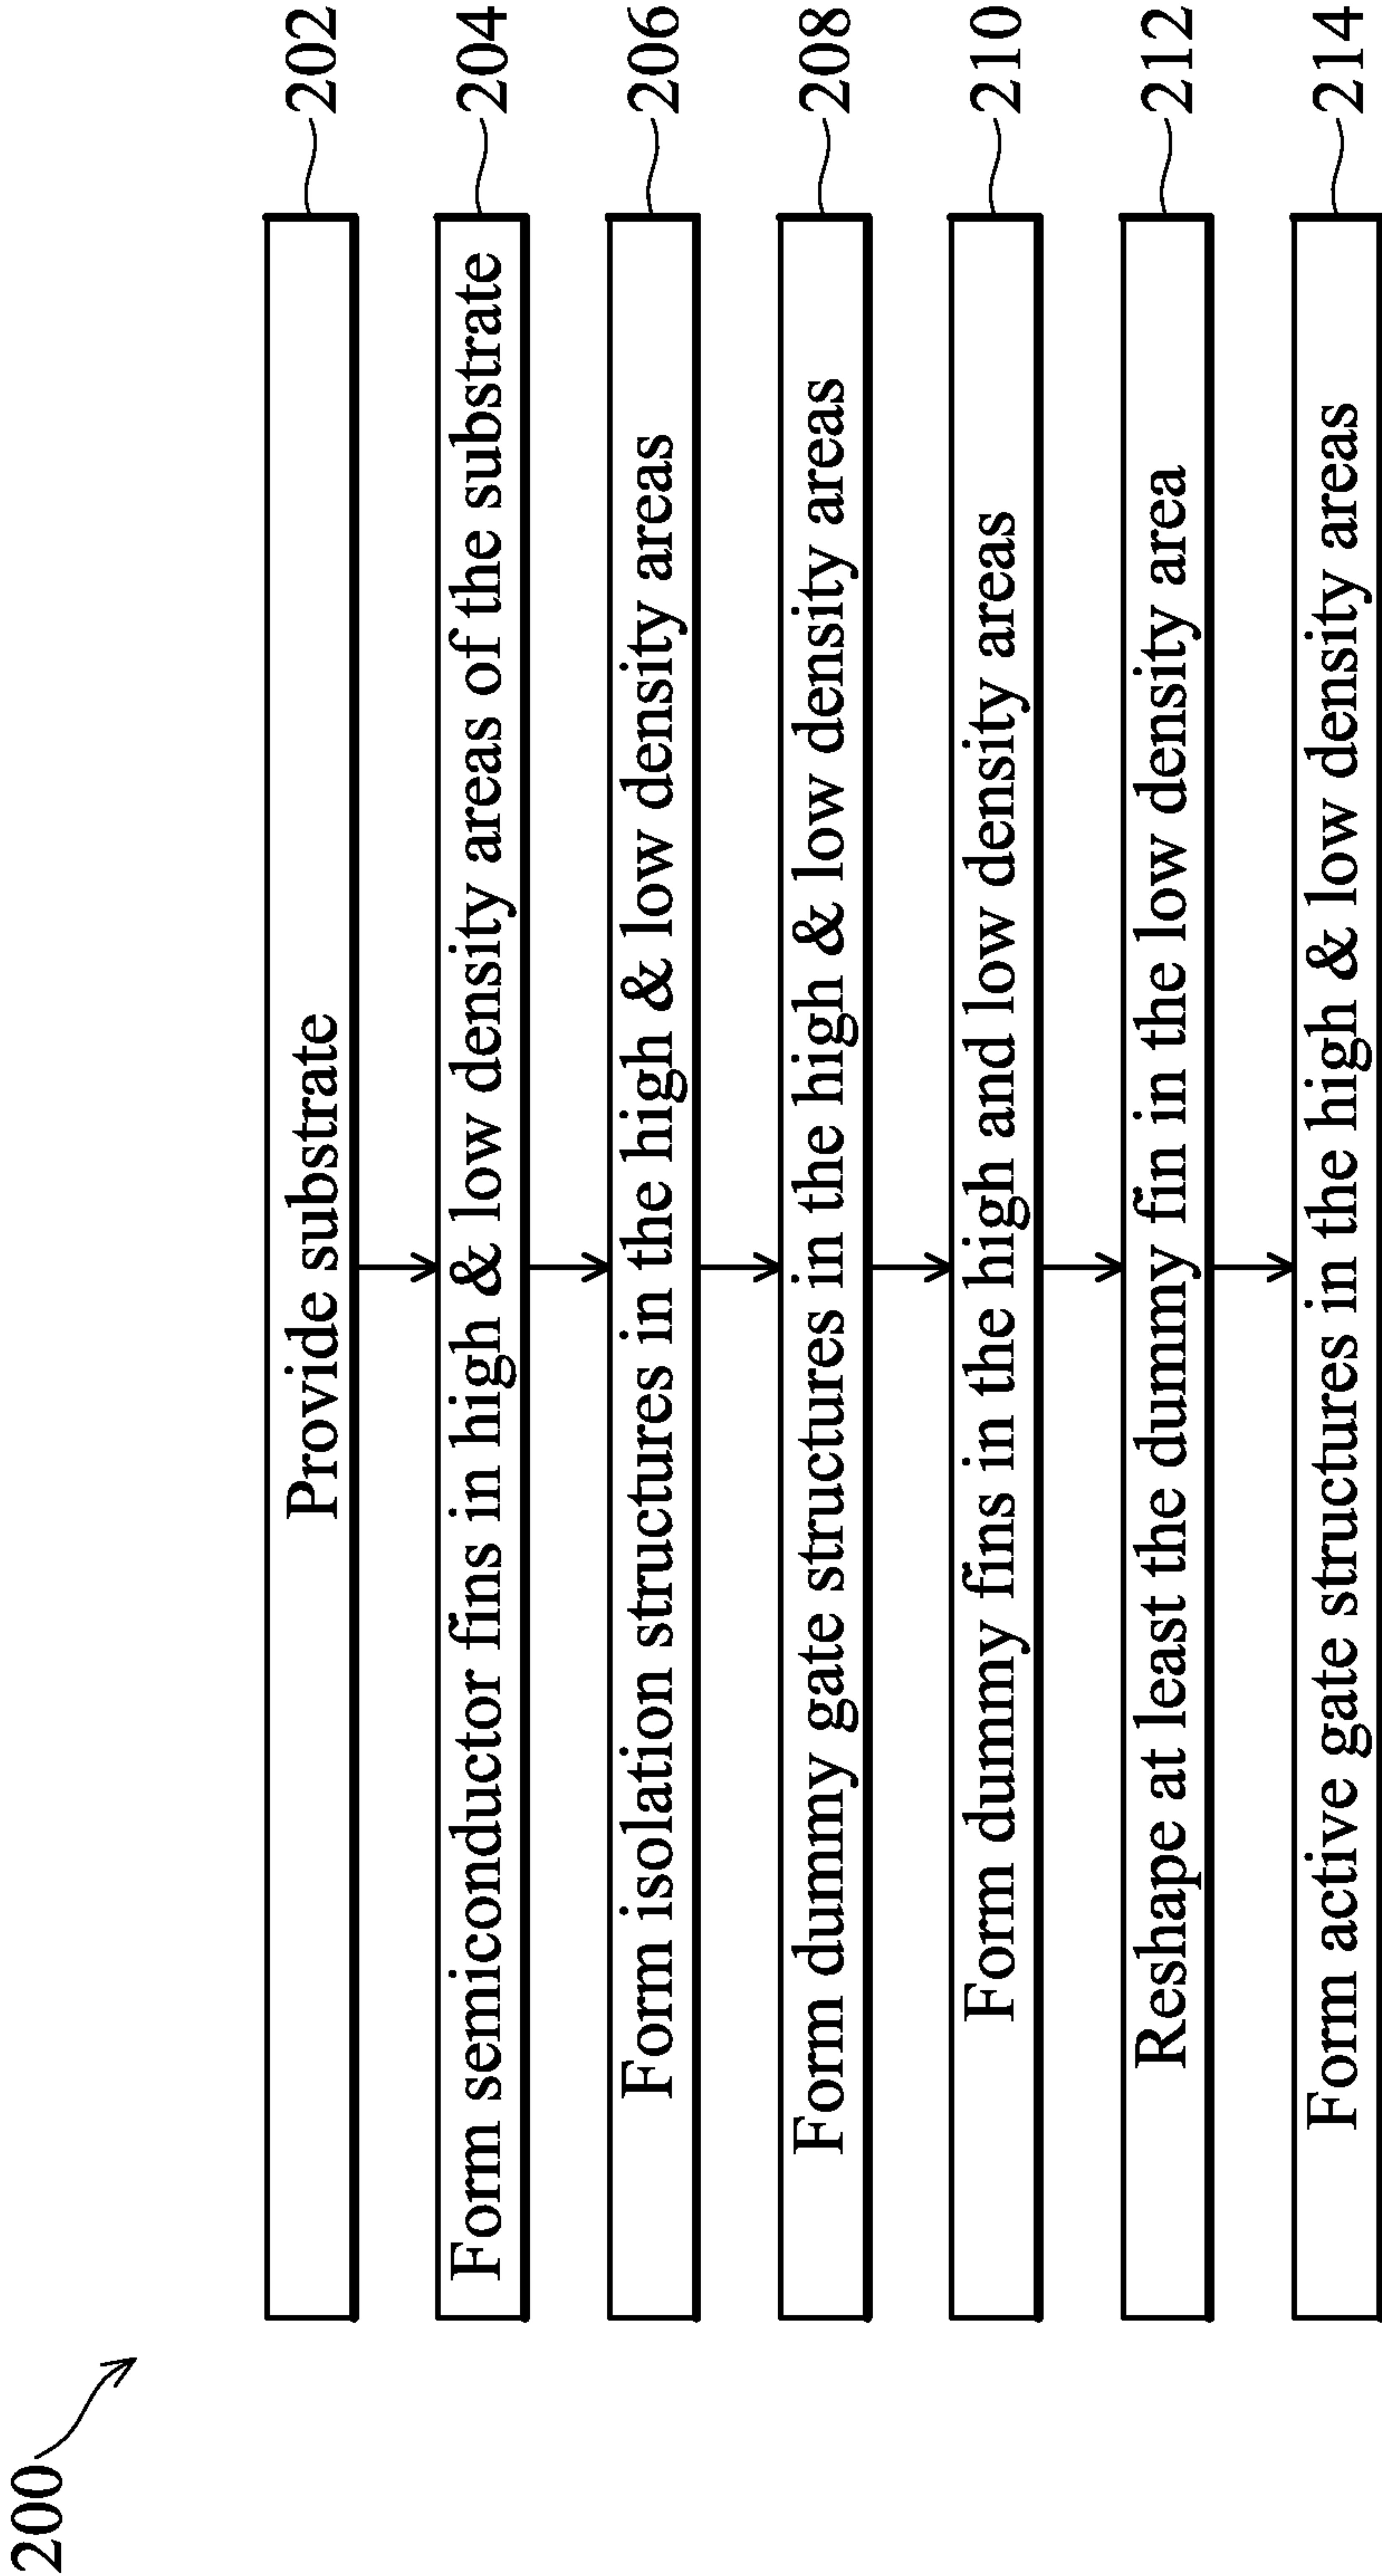 200
Provide substrate 202
Form semiconductor fins in high & low density areas of the substrate 204
Form isolation structures in the high & low density areas 206
Form dummy gate structures in the high & low density areas 208
Form dummy fins in the high and low density areas 210
Reshape at least the dummy fin in the low density area 212
Form active gate structures in the high & low density areas 214